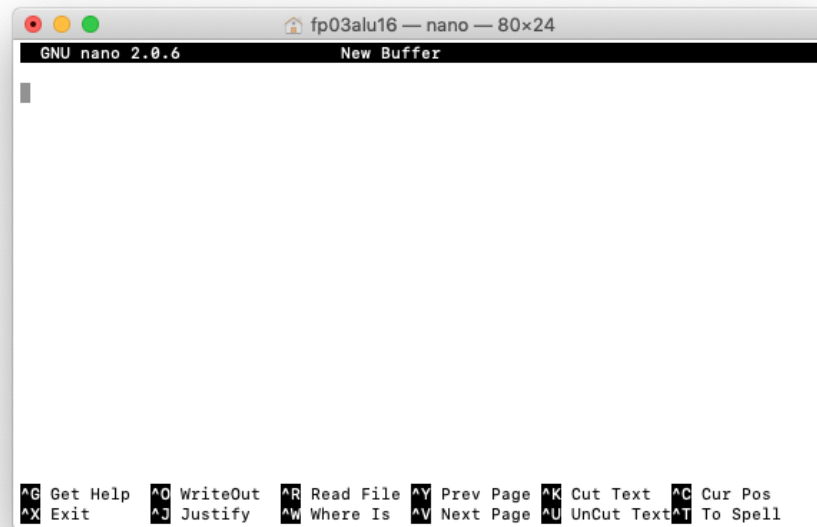 fp03alu16 — nano — 80×24
GNU nano 2.0.6 New Buffer
^G Get Help ^O WriteOut ^R Read File ^Y Prev Page ^K Cut Text ^C Cur Pos
^X Exit ^J Justify ^W Where Is ^V Next Page ^U UnCut Text ^T To Spell